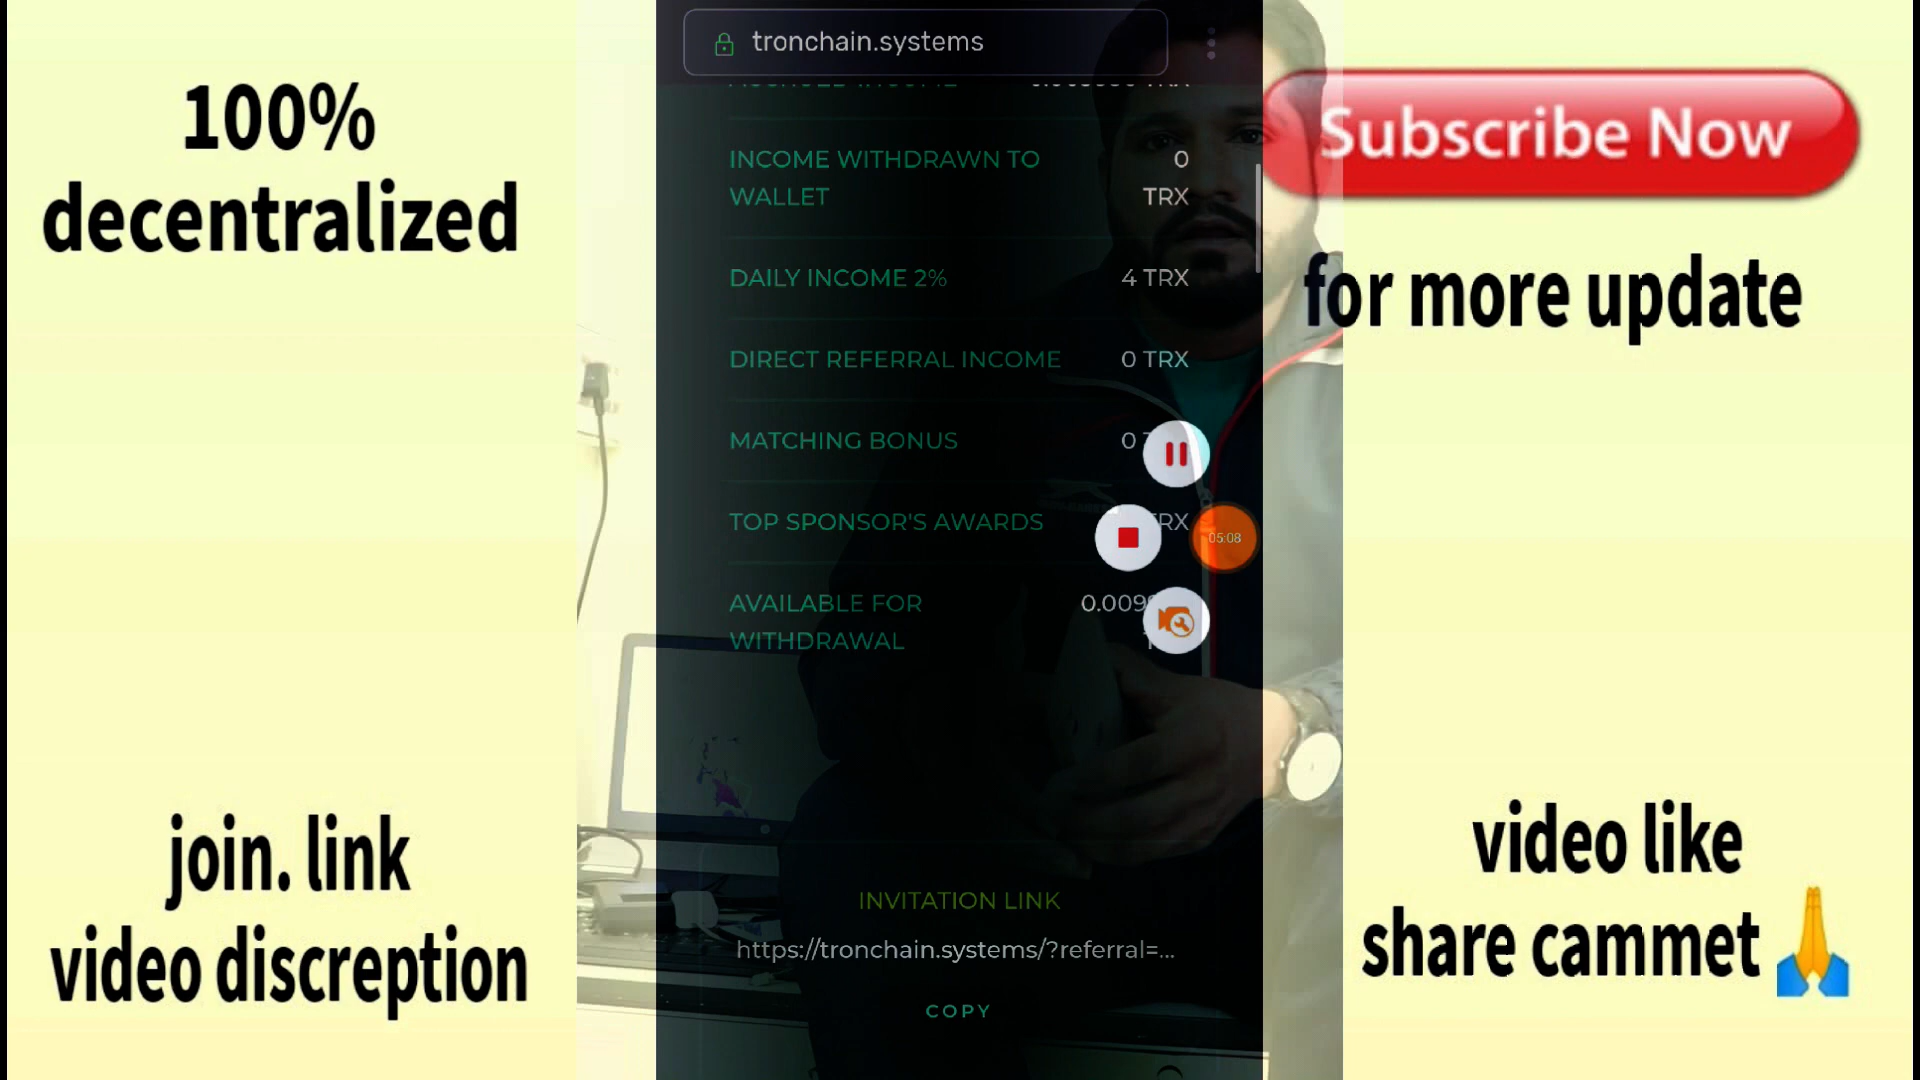 100%
decentralized
join. link
video discreption
tronchain.systems
INCOME WITHDRAWN TO WALLET
0 TRX
DAILY INCOME 2%
4 TRX
DIRECT REFERRAL INCOME
0 TRX
MATCHING BONUS
0
TOP SPONSOR'S AWARDS
05:08
AVAILABLE FOR WITHDRAWAL
INVITATION LINK
https://tronchain.systems/?referral=...
COPY
Subscribe Now
for more update
video like
share cammet